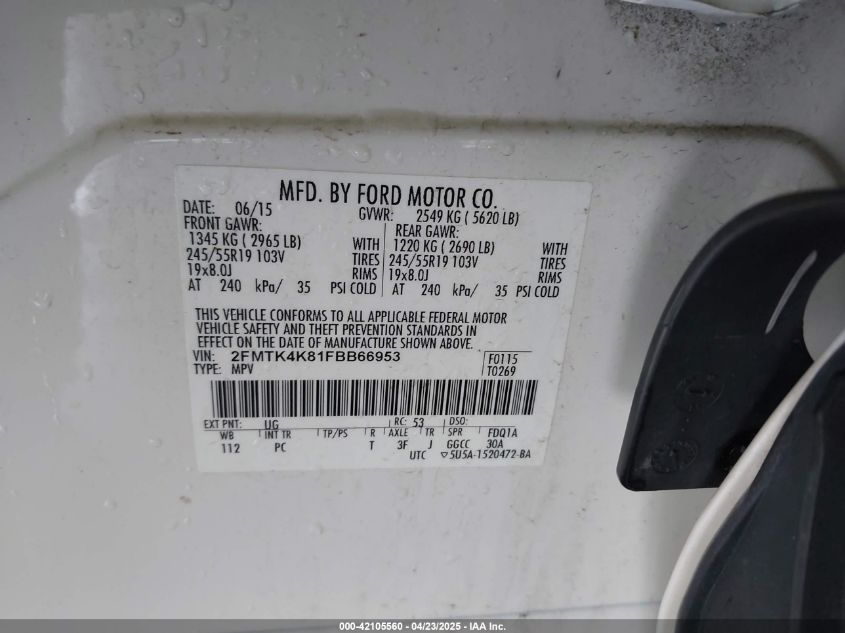 MFD. BY FORD MOTOR CO.
DATE: 06/15 GVWR: 2549 KG ( 5620 LB)
FRONT GAWR: REAR GAWR:
1345 KG ( 2965 LB) WITH 1220 KG ( 2690 LB) WITH
245/55R19 103V TIRES 245/55R19 103V TIRES
19x8.0J RIMS 19x8.0J RIMS
AT 240 kPa/ 35 PSI COLD AT 240 kPa/ 35 PSI COLD
THIS VEHICLE CONFORMS TO ALL APPLICABLE FEDERAL MOTOR
VEHICLE SAFETY AND THEFT PREVENTION STANDARDS IN
EFFECT ON THE DATE OF MANUFACTURE SHOWN ABOVE.
VIN: 2FMTK4K81FBB66953 F0115
TYPE: MPV T0269
EXT PNT: UG RC: 53 DSO:
WB INT TR TP/PS R AXLE TR SPR FDQ1A
112 PC T 3F J GGCC 30A
UTC ▽5U5A-1520472-BA
000-42105560 - 04/23/2025 - IAA Inc.